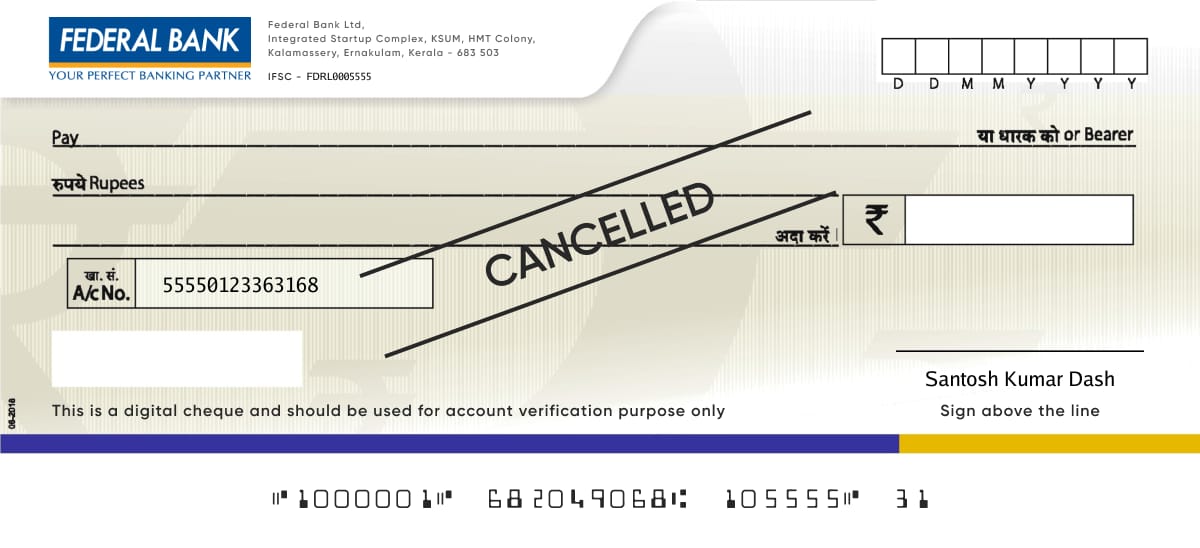 FEDERAL BANK
YOUR PERFECT BANKING PARTNER
Federal Bank Ltd,
Integrated Startup Complex, KSUM, HMT Colony,
Kalamassery, Ernakulam, Kerala - 683 503
IFSC - FDRL0005555
D D M M Y Y Y Y
Pay या धारक को or Bearer
रुपये Rupees
CANCELLED
अदा करें ₹
खा. सं.
A/c No. 55550123363168
Santosh Kumar Dash
This is a digital cheque and should be used for account verification purpose only
Sign above the line
06-2018
⑈1000001⑈ 682049068⑆ 105555⑈ 31